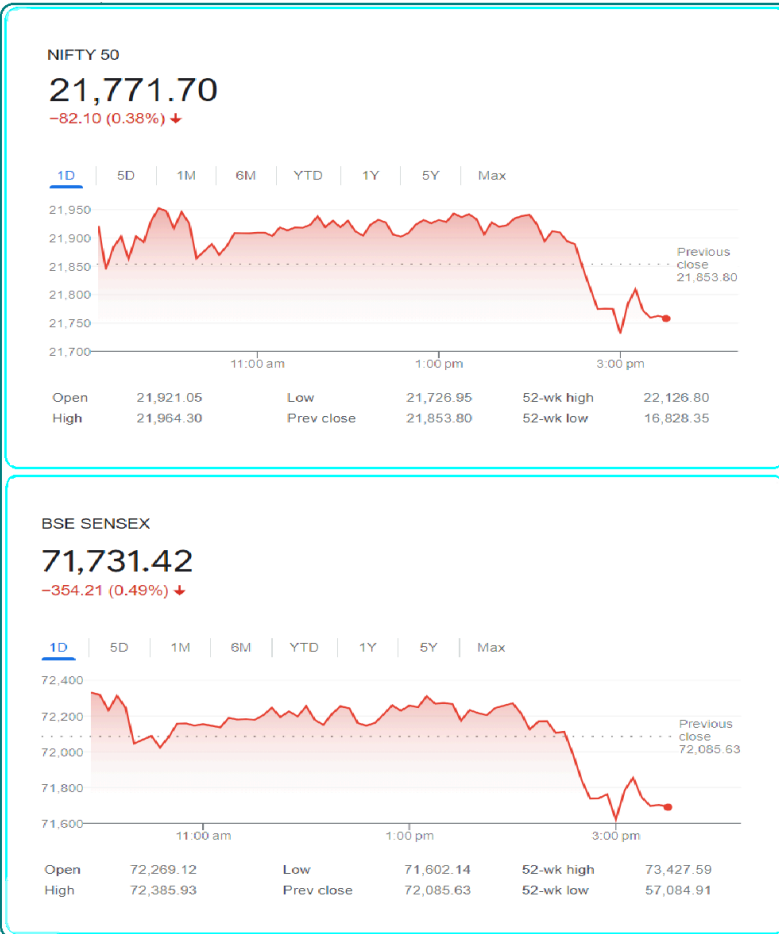 NIFTY 50
21,771.70
−82.10 (0.38%) ↓
1D 5D 1M 6M YTD 1Y 5Y Max
21,950
21,900
21,850
21,800
21,750
21,700
Previous
close
21,853.80
11:00 am 1:00 pm 3:00 pm
Open 21,921.05 Low 21,726.95 52-wk high 22,126.80
High 21,964.30 Prev close 21,853.80 52-wk low 16,828.35
BSE SENSEX
71,731.42
−354.21 (0.49%) ↓
1D 5D 1M 6M YTD 1Y 5Y Max
72,400
72,200
72,000
71,800
71,600
Previous
close
72,085.63
11:00 am 1:00 pm 3:00 pm
Open 72,269.12 Low 71,602.14 52-wk high 73,427.59
High 72,385.93 Prev close 72,085.63 52-wk low 57,084.91